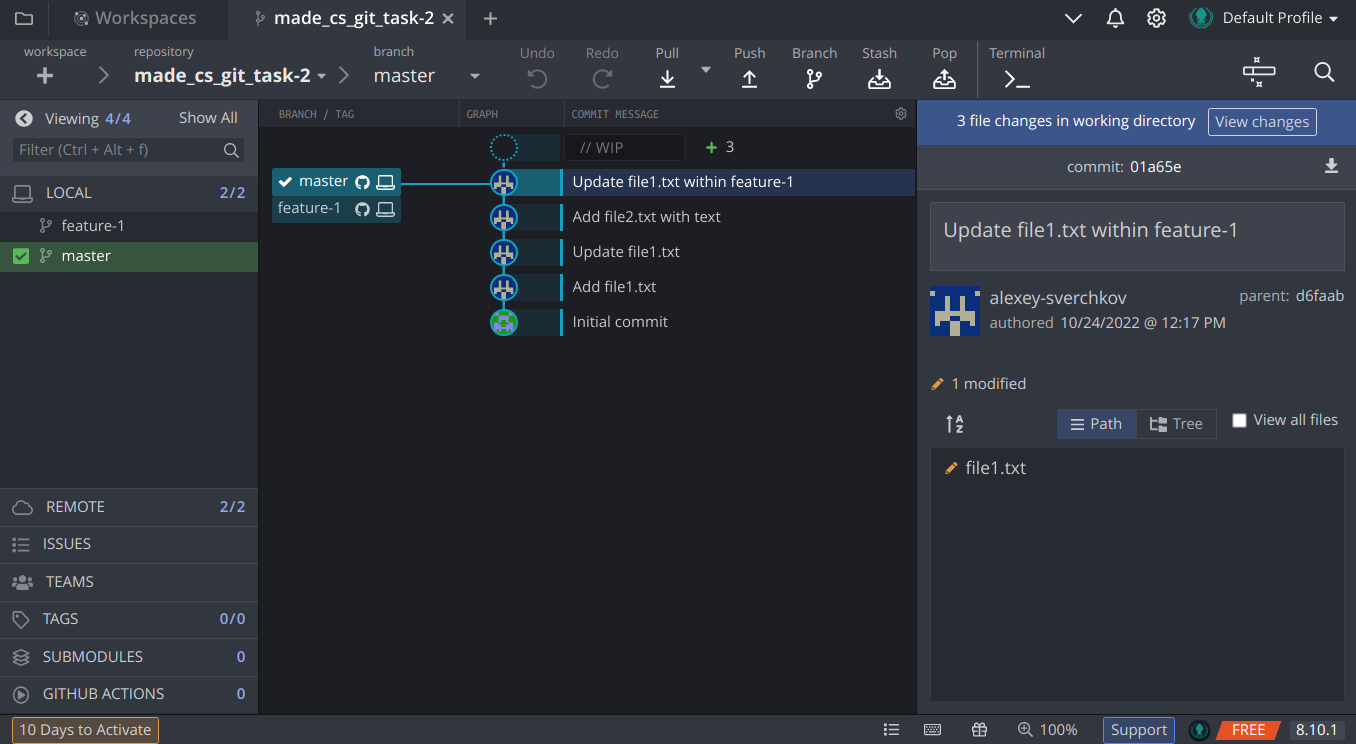 Workspaces
made_cs_git_task-2
Default Profile
workspace
repository
branch
made_cs_git_task-2
master
Undo
Redo
Pull
Push
Branch
Stash
Pop
Terminal
Viewing 4/4
Show All
Filter (Ctrl + Alt + f)
LOCAL 2/2
feature-1
master
REMOTE 2/2
ISSUES
TEAMS
TAGS 0/0
SUBMODULES 0
GITHUB ACTIONS 0
BRANCH / TAG
GRAPH
COMMIT MESSAGE
// WIP
3
master
Update file1.txt within feature-1
feature-1
Add file2.txt with text
Update file1.txt
Add file1.txt
Initial commit
3 file changes in working directory
View changes
commit: 01a65e
Update file1.txt within feature-1
alexey-sverchkov
parent: d6faab
authored 10/24/2022 @ 12:17 PM
1 modified
A
Z
Path
Tree
View all files
file1.txt
10 Days to Activate
100%
Support
FREE
8.10.1